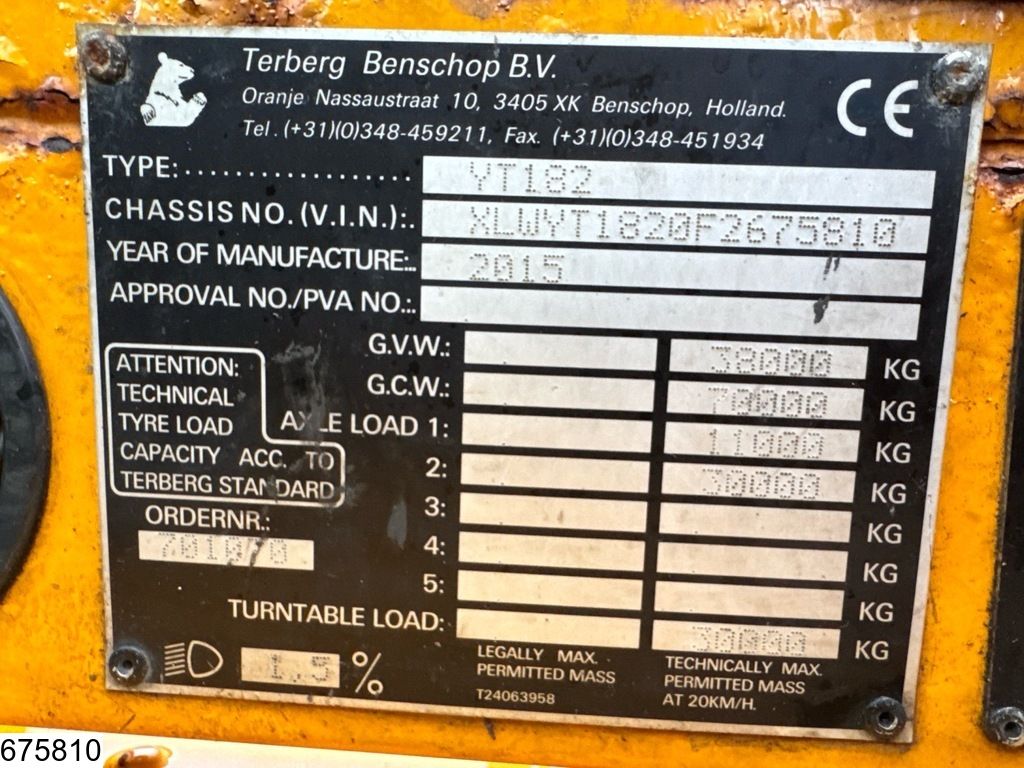 Terberg Benschop B.V.
Oranje Nassaustraat 10, 3405 XK Benschop, Holland.
Tel. (+31)(0)348-459211, Fax. (+31)(0)348-451934
CE
TYPE:.................. YT182
CHASSIS NO. (V.I.N.):. XLWYT1820F2675810
YEAR OF MANUFACTURE:.. 2015
APPROVAL NO./PVA NO.:..
G.V.W.: 38000 KG
G.C.W.: 70000 KG
AXLE LOAD 1: 11000 KG
2: 30000 KG
3: KG
4: KG
5: KG
TURNTABLE LOAD: 30000 KG
ATTENTION:
TECHNICAL
TYRE LOAD
CAPACITY ACC. TO
TERBERG STANDARD
ORDERNR.:
1,5 %
LEGALLY MAX.
PERMITTED MASS
T24063958
TECHNICALLY MAX.
PERMITTED MASS
AT 20KM/H.
675810